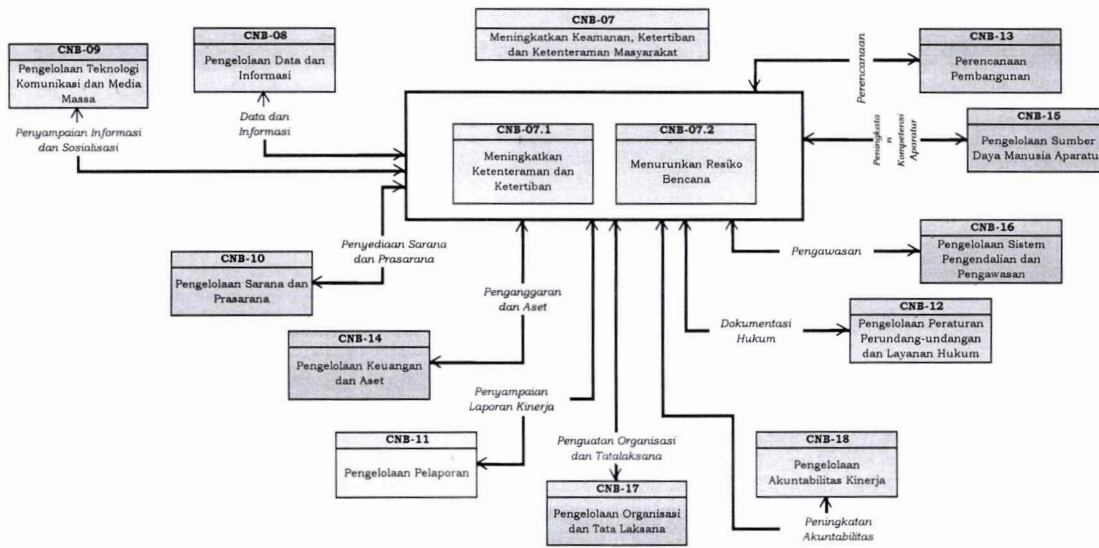 CNB-07
Meningkatkan Keamanan, Ketertiban
dan Ketenteraman Masyarakat
CNB-08
Pengelolaan Data dan
Informasi
CNB-09
Pengelolaan Teknologi
Komunikasi dan Media
Massa
CNB-13
Perencanaan
Pembangunan
Perencanaan
Penyampaian Informasi
dan Sosialisasi
Data dan
Informasi
CNB-07.1
Meningkatkan
Ketenteraman dan
Ketertiban
CNB-07.2
Menurunkan Resiko
Bencana
Peningkata
n
Kompetensi
Aparatur
CNB-15
Pengelolaan Sumber
Daya Manusia Aparatur
Penyediaan Sarana
dan Prasarana
CNB-10
Pengelolaan Sarana dan
Prasarana
Penganggaran
dan Aset
Pengawasan
CNB-16
Pengelolaan Sistem
Pengendalian dan
Pengawasan
CNB-14
Pengelolaan Keuangan
dan Aset
Dokumentasi
Hukum
CNB-12
Pengelolaan Peraturan
Perundang-undangan
dan Layanan Hukum
Penyampaian
Laporan Kinerja
CNB-11
Pengelolaan Pelaporan
Penguatan Organisasi
dan Tatalaksana
CNB-17
Pengelolaan Organisasi
dan Tata Laksana
CNB-18
Pengelolaan
Akuntabilitas Kinerja
Peningkatan
Akuntabilitas